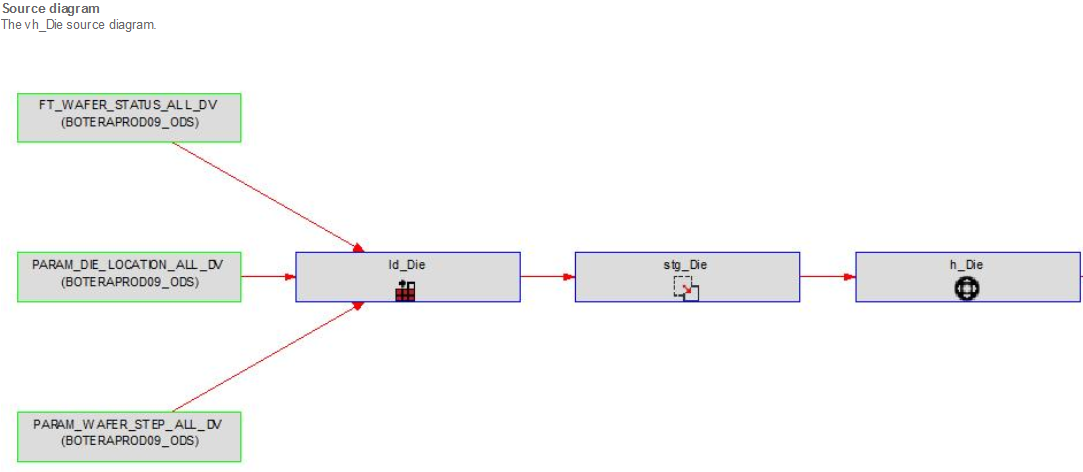 Source diagram
The vh_Die source diagram.
FT_WAFER_STATUS_ALL_DV
(BOTERAPROD09_ODS)
PARAM_DIE_LOCATION_ALL_DV
(BOTERAPROD09_ODS)
ld_Die
stg_Die
h_Die
PARAM_WAFER_STEP_ALL_DV
(BOTERAPROD09_ODS)